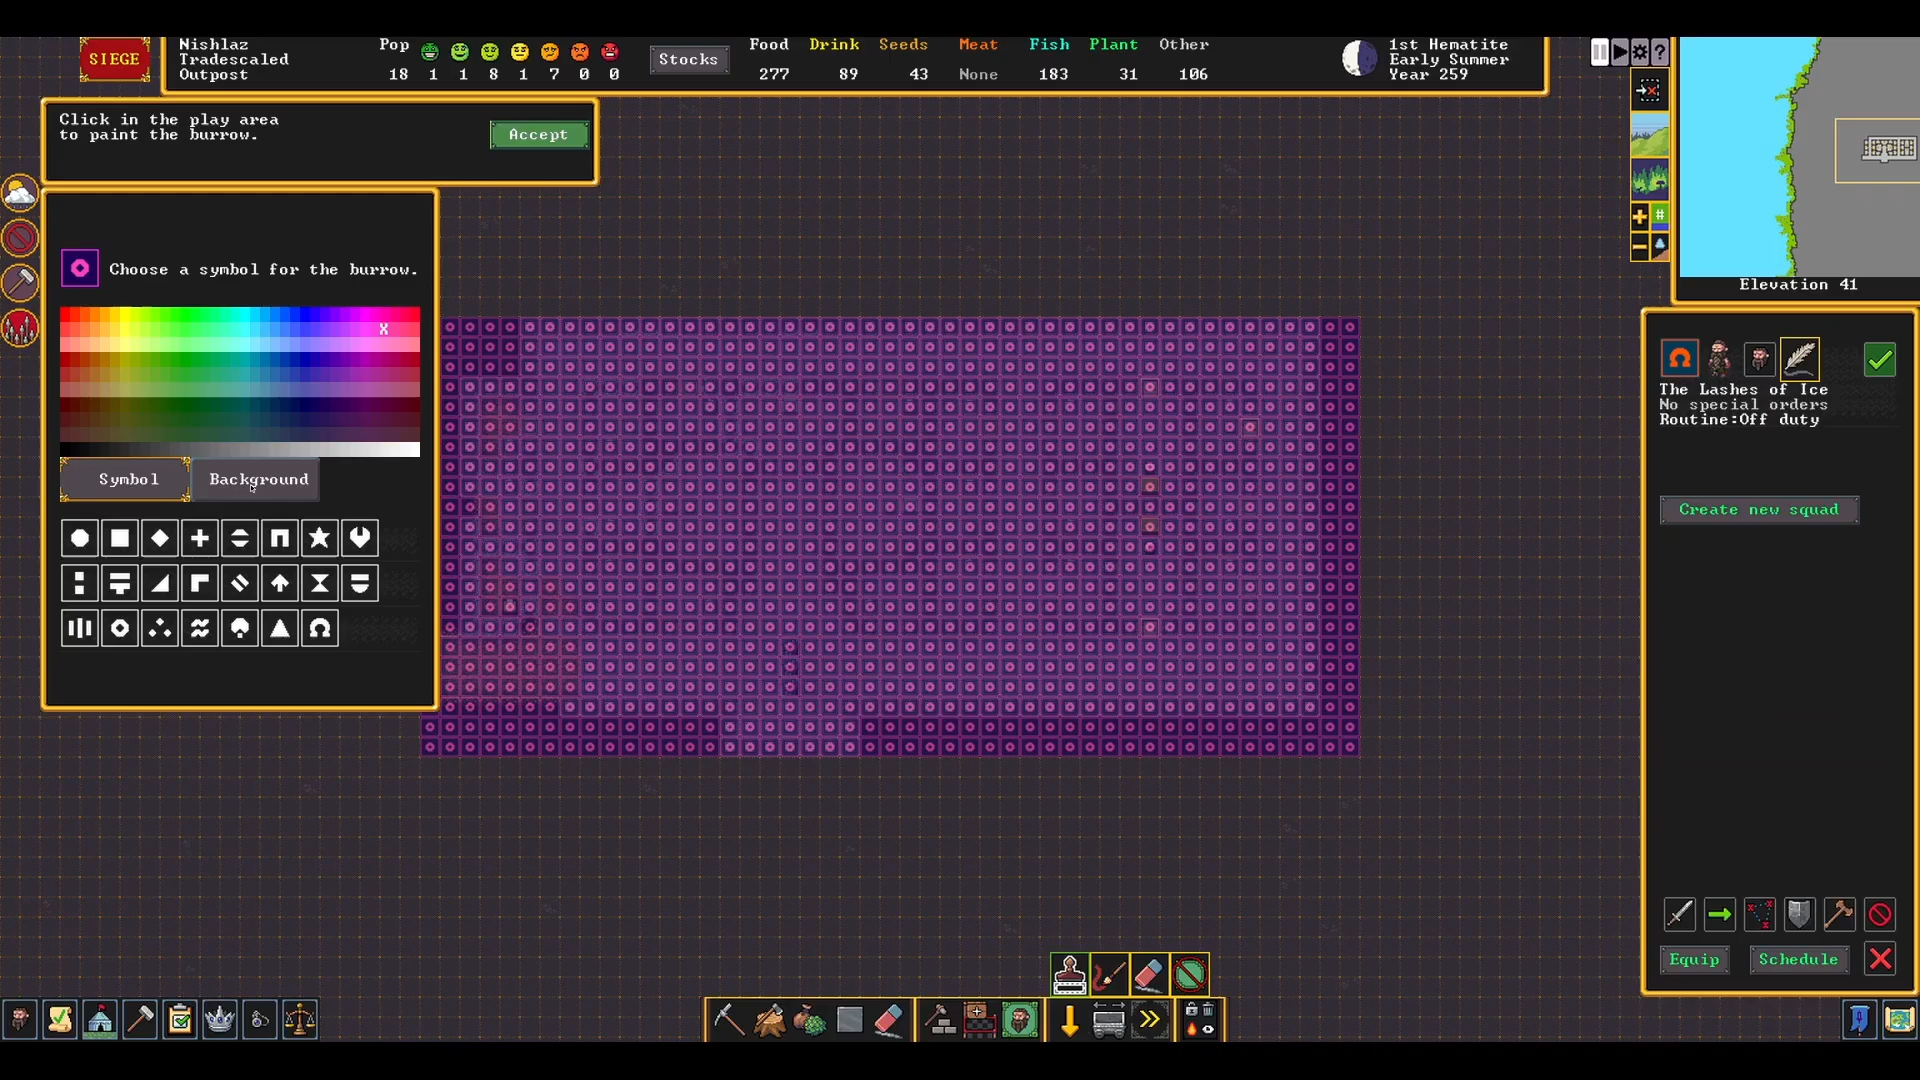 SIEGE
Nishlaz
Tradescaled
Outpost
Pop
18 1 1 8 1 7 0 0
Stocks
Food Drink Seeds Meat Fish Plant Other
277 89 43 None 183 31 106
1st Hematite
Early Summer
Year 259
?
Click in the play area
to paint the burrow.
Accept
#
Elevation 41
Choose a symbol for the burrow.
X
Symbol Background
The Lashes of Ice
No special orders
Routine:Off duty
Create new squad
Equip Schedule